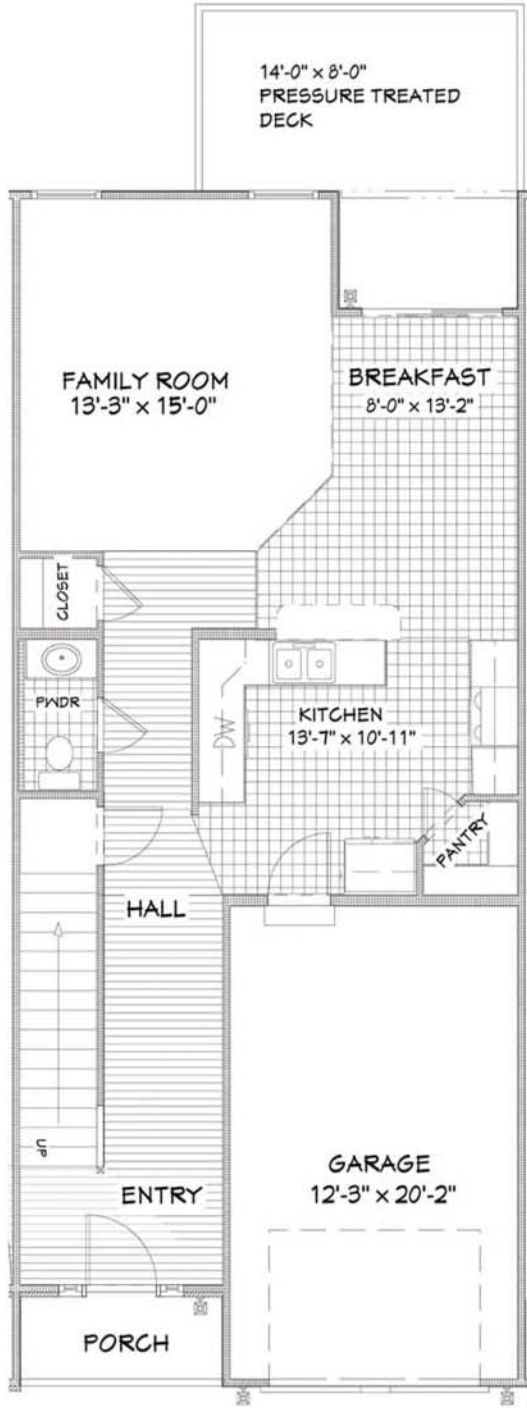 14'-0" x 8'-0"
PRESSURE TREATED
DECK
FAMILY ROOM
13'-3" x 15'-0"
BREAKFAST
8'-0" x 13'-2"
CLOSET
PWDR
DW
KITCHEN
13'-7" x 10'-11"
PANTRY
HALL
UP
ENTRY
GARAGE
12'-3" x 20'-2"
PORCH